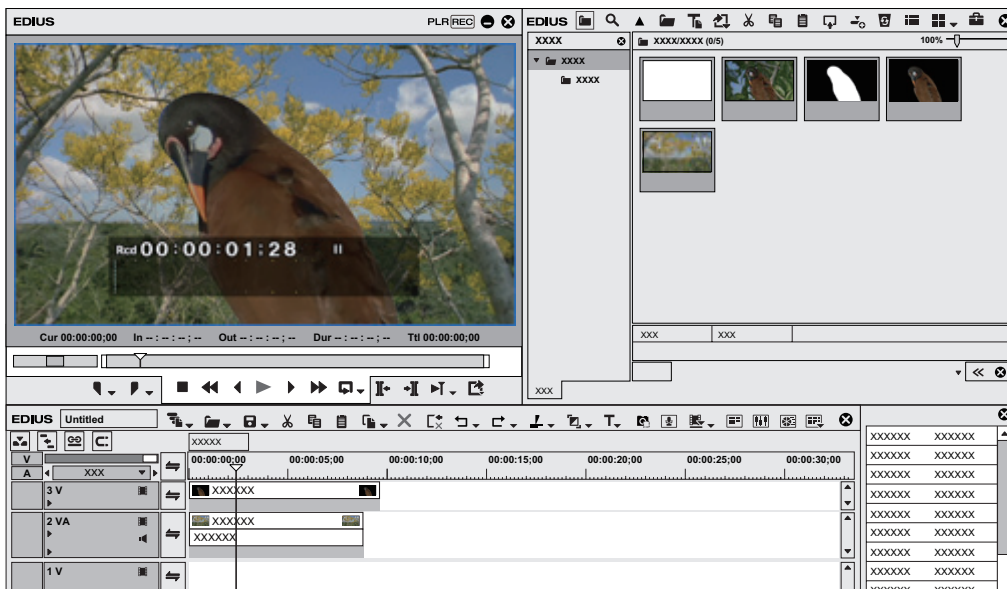 EDIUS
PLR REC
Rcd 00:00:01:28
Cur 00:00:00;00 In --:--:--;-- Out --:--:--;-- Dur --:--:--;-- Ttl 00:00:00;00
EDIUS
XXXX
XXXX
XXXX
XXXX/XXXX (0/5) 100%
XXX XXX
XXX
EDIUS Untitled
XXXXX
V
A XXX
00:00:00;00 00:00:05;00 00:00:10;00 00:00:15;00 00:00:20;00 00:00:25;00 00:00:30;00
3 V XXXXXX
2 VA XXXXXX
XXXXXX
1 V
XXXXXX XXXXXX
XXXXXX XXXXXX
XXXXXX XXXXXX
XXXXXX XXXXXX
XXXXXX XXXXXX
XXXXXX XXXXXX
XXXXXX XXXXXX
XXXXXX XXXXXX
XXXXXX XXXXXX